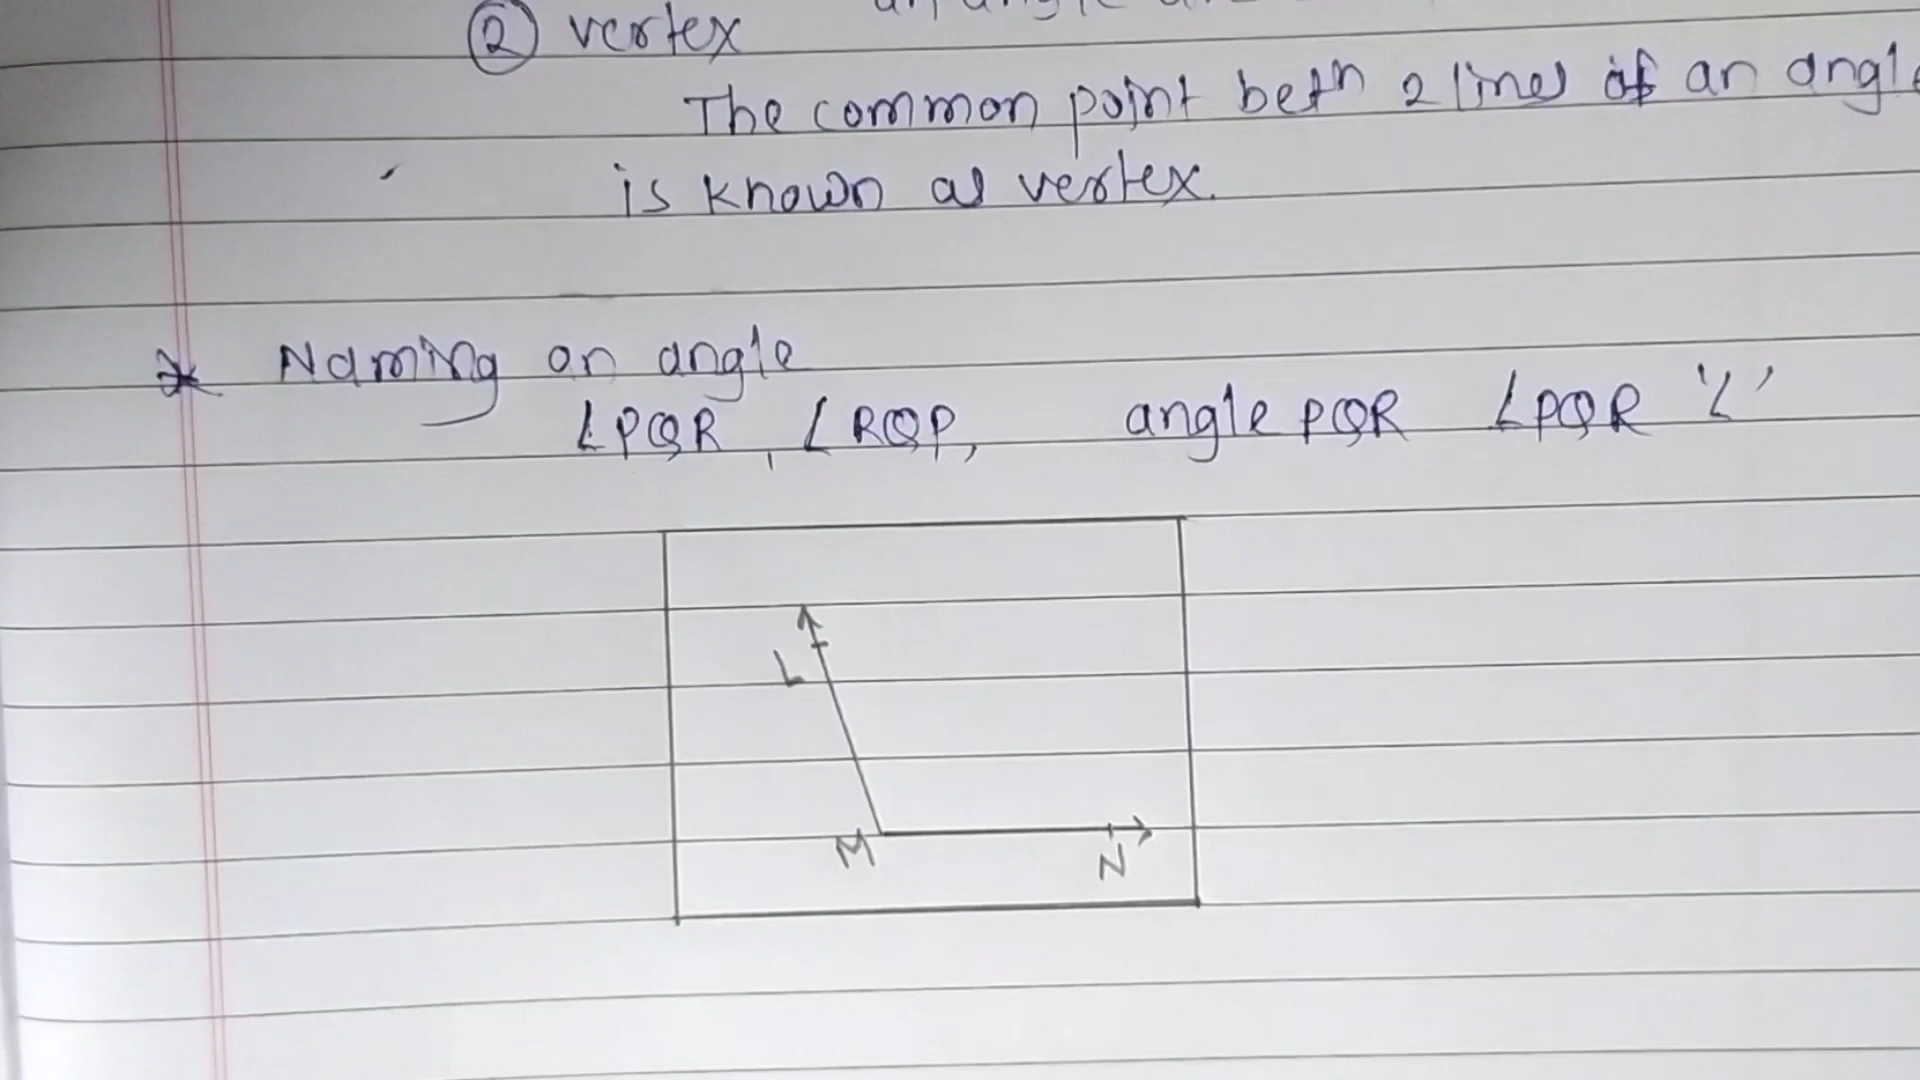 ② vertex
The common point betn 2 lines of an angle
is known as vertex.
* Naming an angle
∠PQR, ∠RQP, angle PQR ∠PQR '∠'
L
M
N